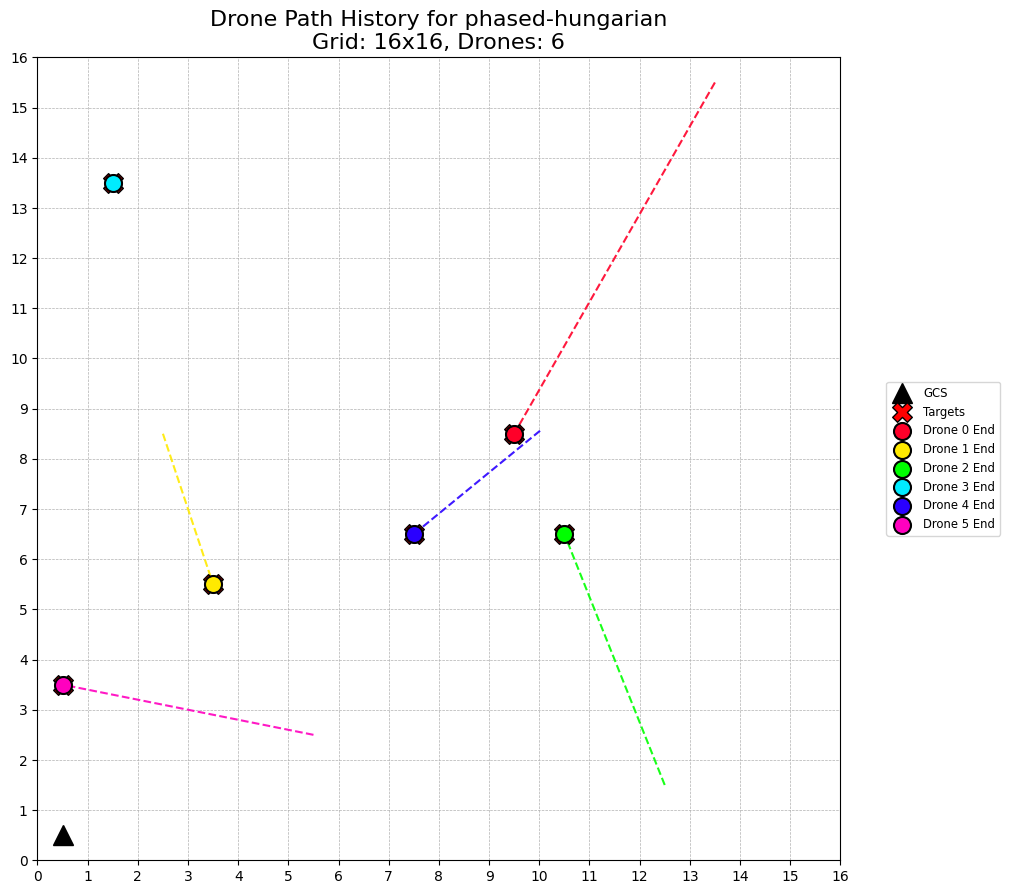 Drone Path History for phased-hungarian
Grid: 16x16, Drones: 6
16
15
14
13
12
11
10
9
8
7
6
5
4
3
2
1
0
0 1 2 3 4 5 6 7 8 9 10 11 12 13 14 15 16
GCS
Targets
Drone 0 End
Drone 1 End
Drone 2 End
Drone 3 End
Drone 4 End
Drone 5 End